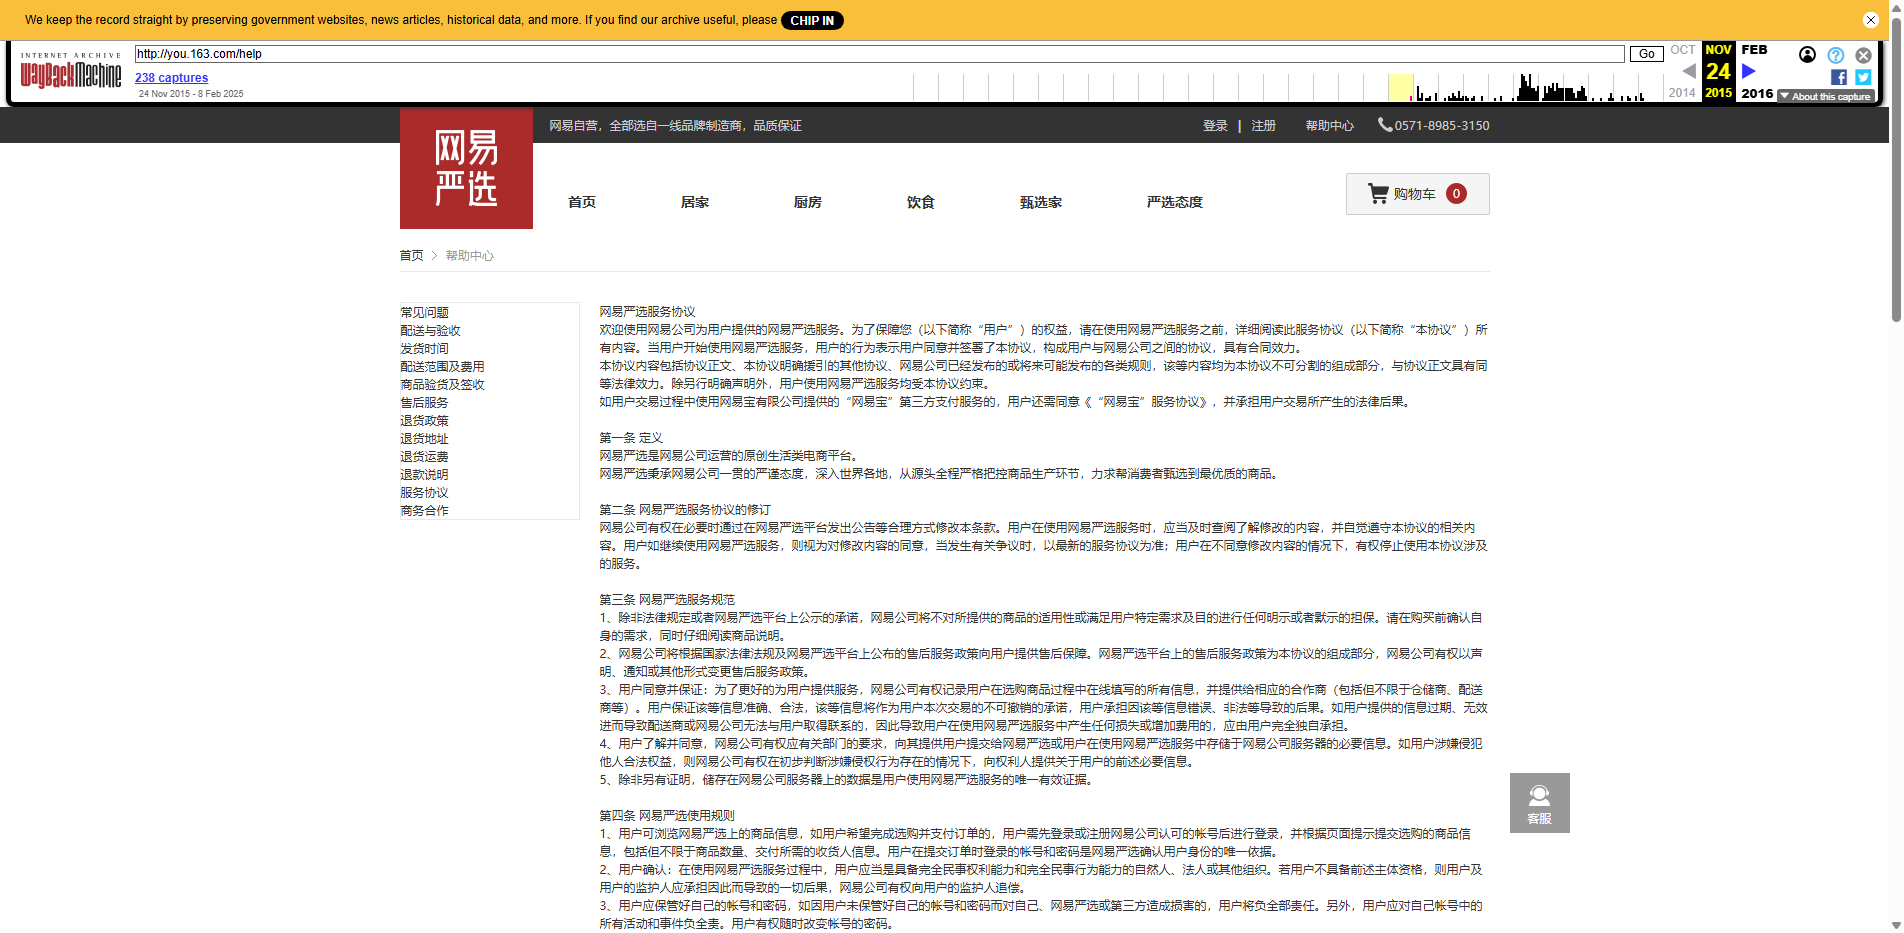 We keep the record straight by preserving government websites, news articles, historical data, and more. If you find our archive useful, please CHIP IN
INTERNET ARCHIVE
WayBackMachine
http://you.163.com/help
Go
238 captures
24 Nov 2015 - 8 Feb 2025
OCT NOV FEB
24
2014 2015 2016
About this capture
网易自营，全部选自一线品牌制造商，品质保证
登录 | 注册 帮助中心 0571-8985-3150
网易
严选
首页 居家 厨房 饮食 甄选家 严选态度
购物车 0
首页 > 帮助中心
常见问题
配送与验收
发货时间
配送范围及费用
商品验货及签收
售后服务
退货政策
退货地址
退货运费
退款说明
服务协议
商务合作
网易严选服务协议
欢迎使用网易公司为用户提供的网易严选服务。为了保障您（以下简称“用户”）的权益，请在使用网易严选服务之前，详细阅读此服务协议（以下简称“本协议”）所
有内容。当用户开始使用网易严选服务，用户的行为表示用户同意并签署了本协议，构成用户与网易公司之间的协议，具有合同效力。
本协议内容包括协议正文、本协议明确援引的其他协议、网易公司已经发布的或将来可能发布的各类规则，该等内容均为本协议不可分割的组成部分，与协议正文具有同
等法律效力。除另行明确声明外，用户使用网易严选服务均受本协议约束。
如用户交易过程中使用网易宝有限公司提供的“网易宝”第三方支付服务的，用户还需同意《“网易宝”服务协议》，并承担用户交易所产生的法律后果。
第一条 定义
网易严选是网易公司运营的原创生活类电商平台。
网易严选秉承网易公司一贯的严谨态度，深入世界各地，从源头全程严格把控商品生产环节，力求帮消费者甄选到最优质的商品。
第二条 网易严选服务协议的修订
网易公司有权在必要时通过在网易严选平台发出公告等合理方式修改本条款。用户在使用网易严选服务时，应当及时查阅了解修改的内容，并自觉遵守本协议的相关内
容。用户如继续使用网易严选服务，则视为对修改内容的同意，当发生有关争议时，以最新的服务协议为准；用户在不同意修改内容的情况下，有权停止使用本协议涉及
的服务。
第三条 网易严选服务规范
1、除非法律规定或者网易严选平台上公示的承诺，网易公司将不对所提供的商品的适用性或满足用户特定需求及目的进行任何明示或者默示的担保。请在购买前确认自
身的需求，同时仔细阅读商品说明。
2、网易公司将根据国家法律法规及网易严选平台上公布的售后服务政策向用户提供售后保障。网易严选平台上的售后服务政策为本协议的组成部分，网易公司有权以声
明、通知或其他形式变更售后服务政策。
3、用户同意并保证：为了更好的为用户提供服务，网易公司有权记录用户在选购商品过程中在线填写的所有信息，并提供给相应的合作商（包括但不限于仓储商、配送
商等）。用户保证该等信息准确、合法，该等信息将作为用户本次交易的不可撤销的承诺，用户承担因该等信息错误、非法等导致的后果。如用户提供的信息过期、无效
进而导致配送商或网易公司无法与用户取得联系的，因此导致用户在使用网易严选服务中产生任何损失或增加费用的，应由用户完全独自承担。
4、用户了解并同意，网易公司有权应有关部门的要求，向其提供用户提交给网易严选或用户在使用网易严选服务中存储于网易公司服务器的必要信息。如用户涉嫌侵犯
他人合法权益，则网易公司有权在初步判断涉嫌侵权行为存在的情况下，向权利人提供关于用户的前述必要信息。
5、除非另有证明，储存在网易公司服务器上的数据是用户使用网易严选服务的唯一有效证据。
第四条 网易严选使用规则
1、用户可浏览网易严选上的商品信息，如用户希望完成选购并支付订单的，用户需先登录或注册网易公司认可的帐号后进行登录，并根据页面提示提交选购的商品信
息，包括但不限于商品数量、交付所需的收货人信息。用户在提交订单时登录的帐号和密码是网易严选确认用户身份的唯一依据。
2、用户确认：在使用网易严选服务过程中，用户应当是具备完全民事权利能力和完全民事行为能力的自然人、法人或其他组织。若用户不具备前述主体资格，则用户及
用户的监护人应承担因此而导致的一切后果，网易公司有权向用户的监护人追偿。
3、用户应保管好自己的帐号和密码，如因用户未保管好自己的帐号和密码而对自己、网易严选或第三方造成损害的，用户将负全部责任。另外，用户应对自己帐号中的
所有活动和事件负全责。用户有权随时改变帐号的密码。
客服